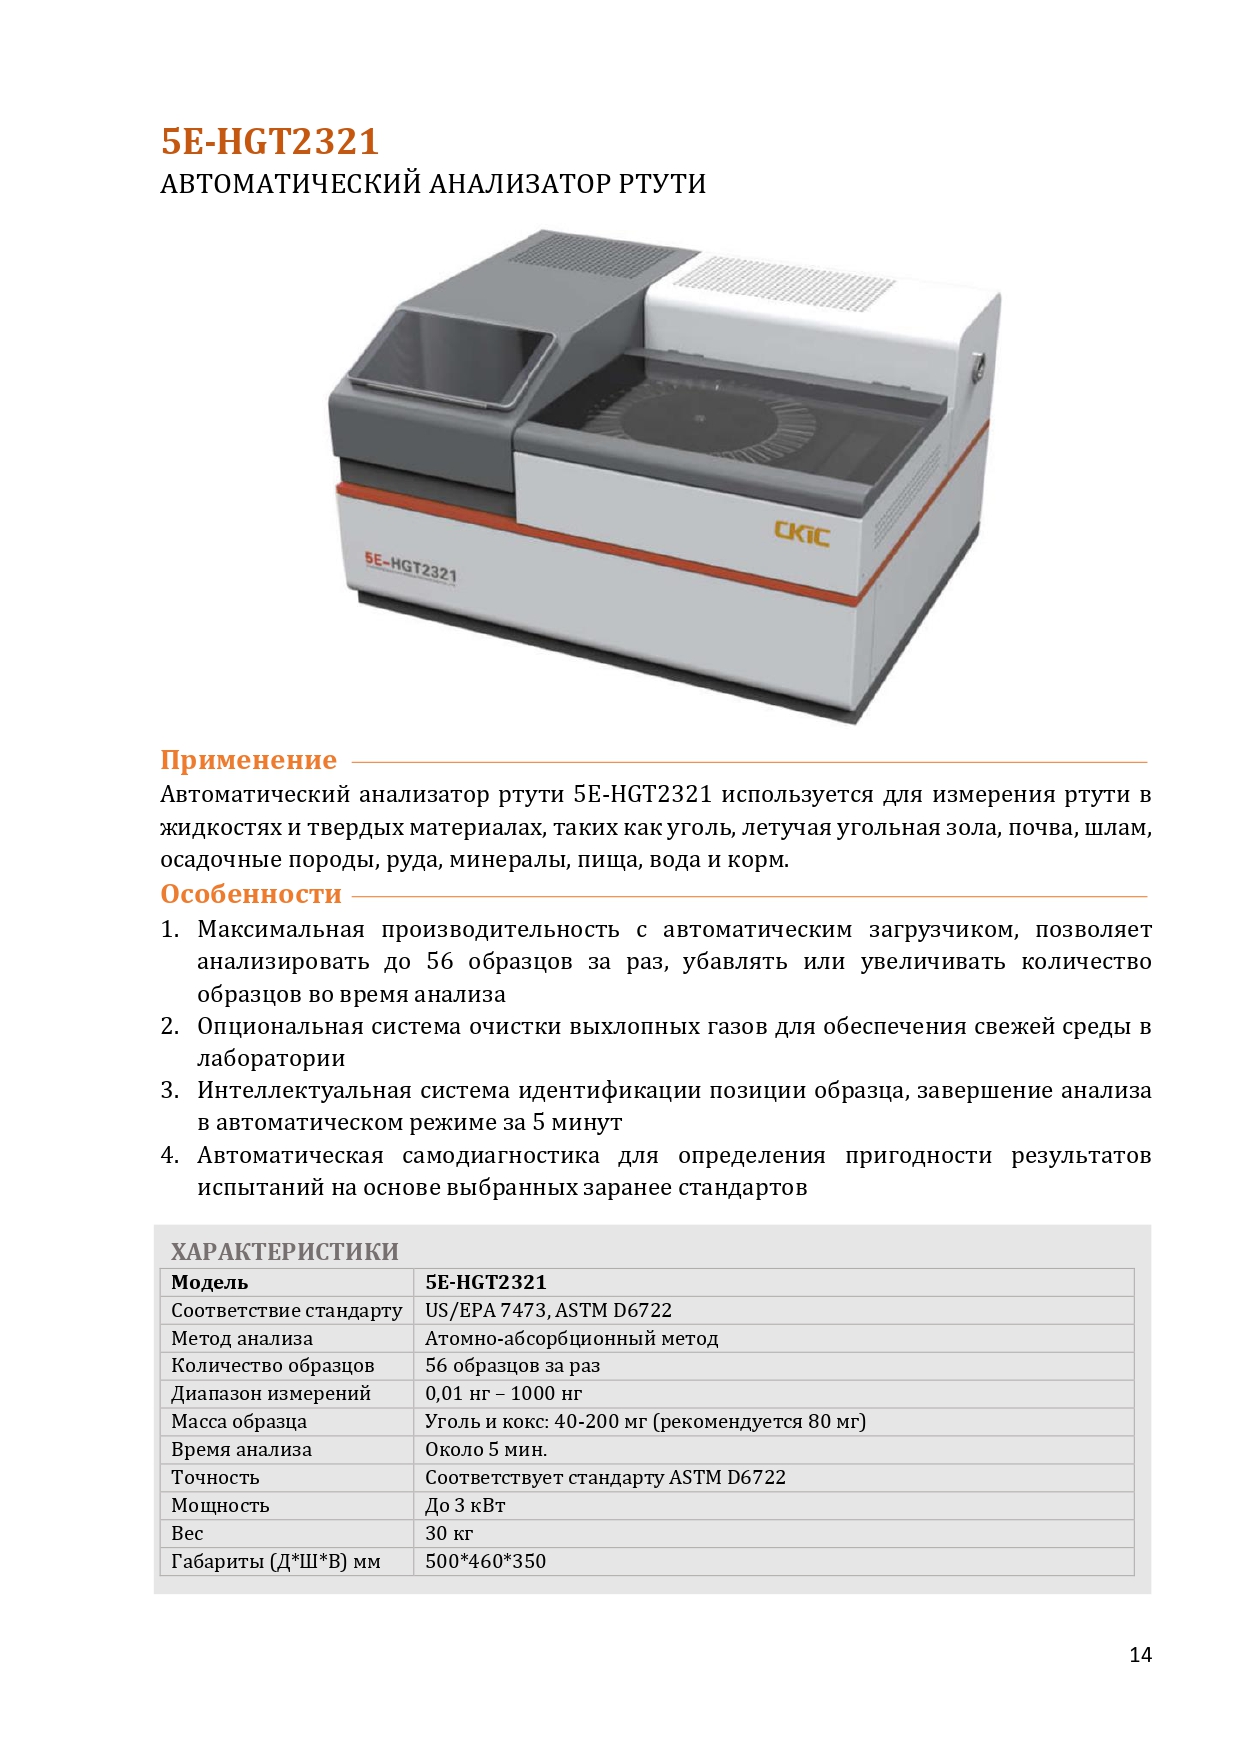 5E-HGT2321
АВТОМАТИЧЕСКИЙ АНАЛИЗАТОР РТУТИ
CKIC
5E-HGT2321
Применение
Автоматический анализатор ртути 5E-HGT2321 используется для измерения ртути в
жидкостях и твердых материалах, таких как уголь, летучая угольная зола, почва, шлам,
осадочные породы, руда, минералы, пища, вода и корм.
Особенности
1. Максимальная производительность с автоматическим загрузчиком, позволяет
анализировать до 56 образцов за раз, убавлять или увеличивать количество
образцов во время анализа
2. Опциональная система очистки выхлопных газов для обеспечения свежей среды в
лаборатории
3. Интеллектуальная система идентификации позиции образца, завершение анализа
в автоматическом режиме за 5 минут
4. Автоматическая самодиагностика для определения пригодности результатов
испытаний на основе выбранных заранее стандартов
ХАРАКТЕРИСТИКИ
Модель 5E-HGT2321
Соответствие стандарту US/EPA 7473, ASTM D6722
Метод анализа Атомно-абсорбционный метод
Количество образцов 56 образцов за раз
Диапазон измерений 0,01 нг – 1000 нг
Масса образца Уголь и кокс: 40-200 мг (рекомендуется 80 мг)
Время анализа Около 5 мин.
Точность Соответствует стандарту ASTM D6722
Мощность До 3 кВт
Вес 30 кг
Габариты (Д*Ш*В) мм 500*460*350
14